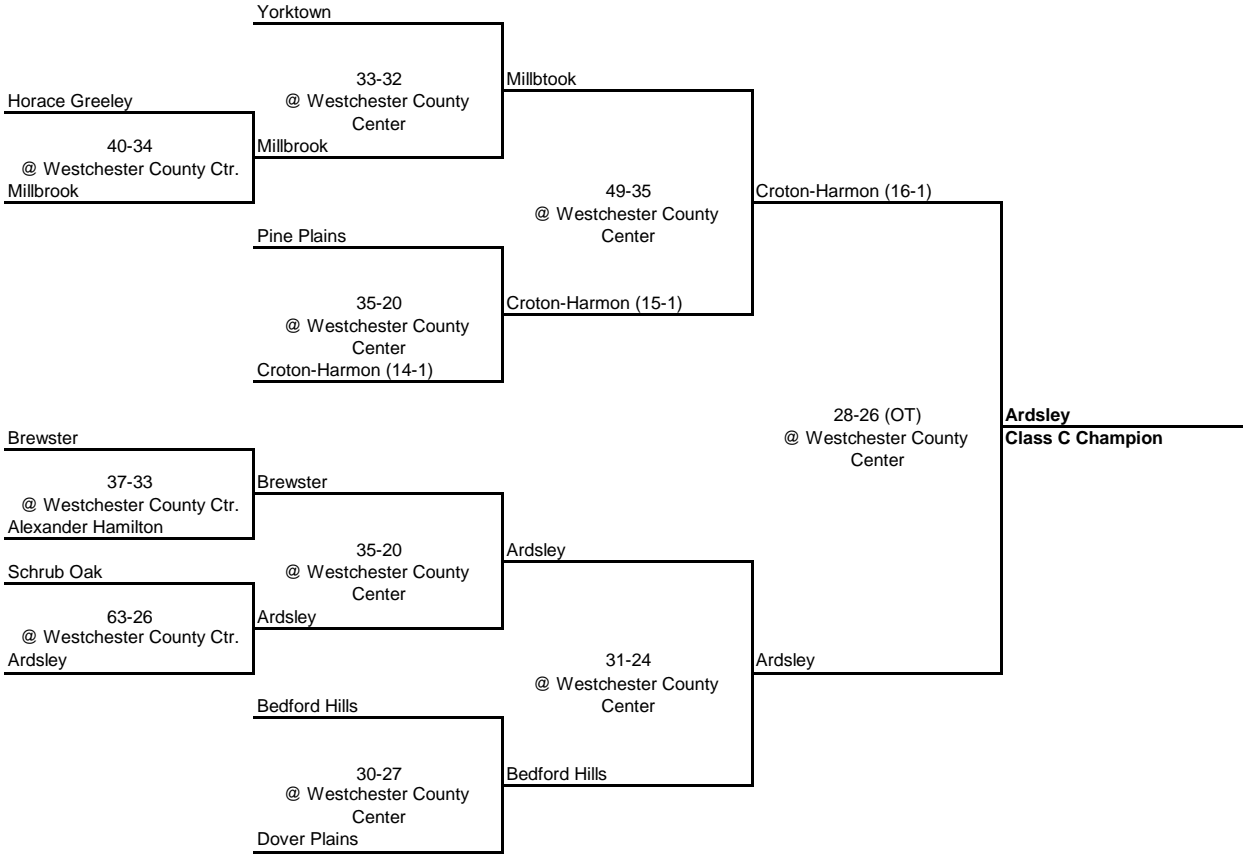 Yorktown
33-32
@ Westchester County
Center
Millbtook
Horace Greeley
40-34
@ Westchester County Ctr.
Millbrook
Millbrook
49-35
@ Westchester County
Center
Croton-Harmon (16-1)
Pine Plains
35-20
@ Westchester County
Center
Croton-Harmon (15-1)
Croton-Harmon (14-1)
28-26 (OT)
@ Westchester County
Center
Ardsley
Class C Champion
Brewster
37-33
@ Westchester County Ctr.
Alexander Hamilton
Brewster
35-20
@ Westchester County
Center
Ardsley
Schrub Oak
63-26
@ Westchester County Ctr.
Ardsley
Ardsley
31-24
@ Westchester County
Center
Ardsley
Bedford Hills
30-27
@ Westchester County
Center
Bedford Hills
Dover Plains